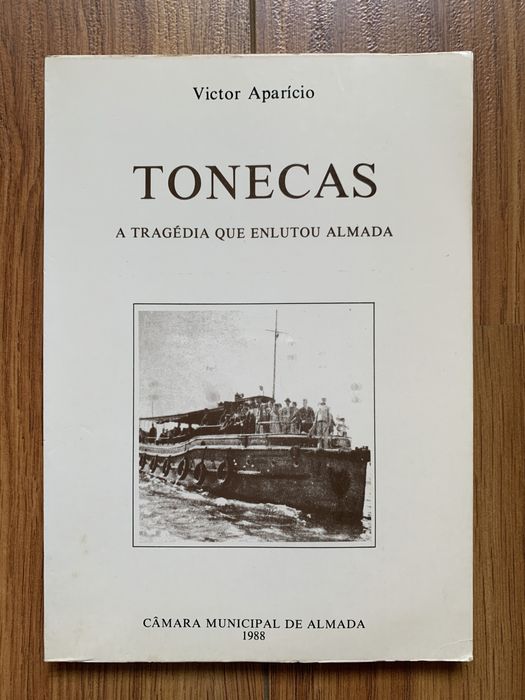 Victor Aparício
TONECAS
A TRAGÉDIA QUE ENLUTOU ALMADA
CÂMARA MUNICIPAL DE ALMADA
1988